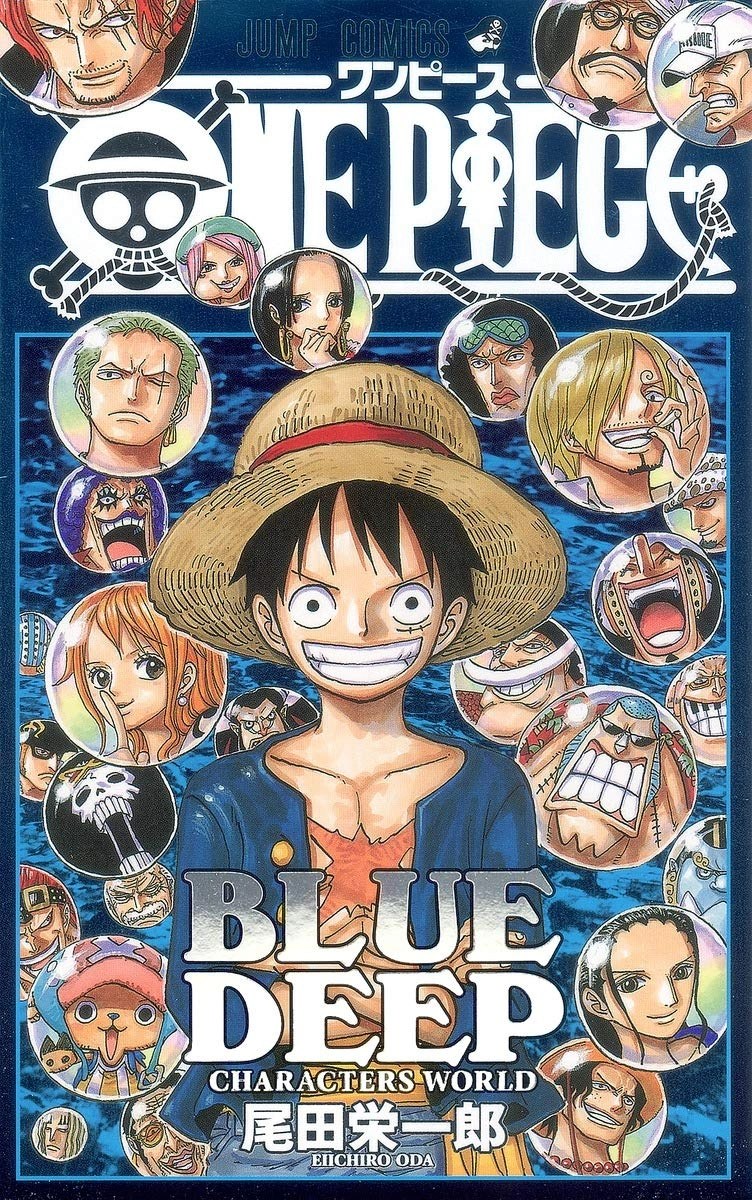 JUMP COMICS
ワンピース
ONE PIECE
BLUE
DEEP
CHARACTERS WORLD
尾田栄一郎
EIICHIRO ODA